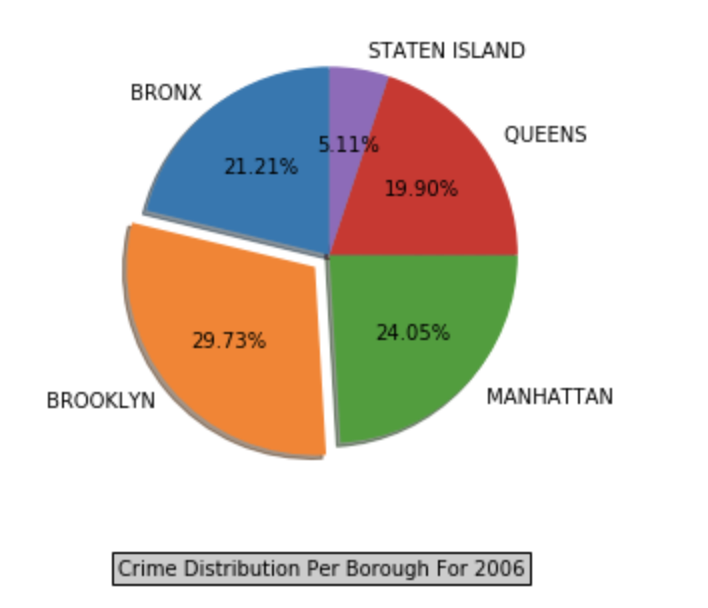 STATEN ISLAND
BRONX
QUEENS
5.11%
21.21%
19.90%
29.73%
24.05%
BROOKLYN
MANHATTAN
Crime Distribution Per Borough For 2006